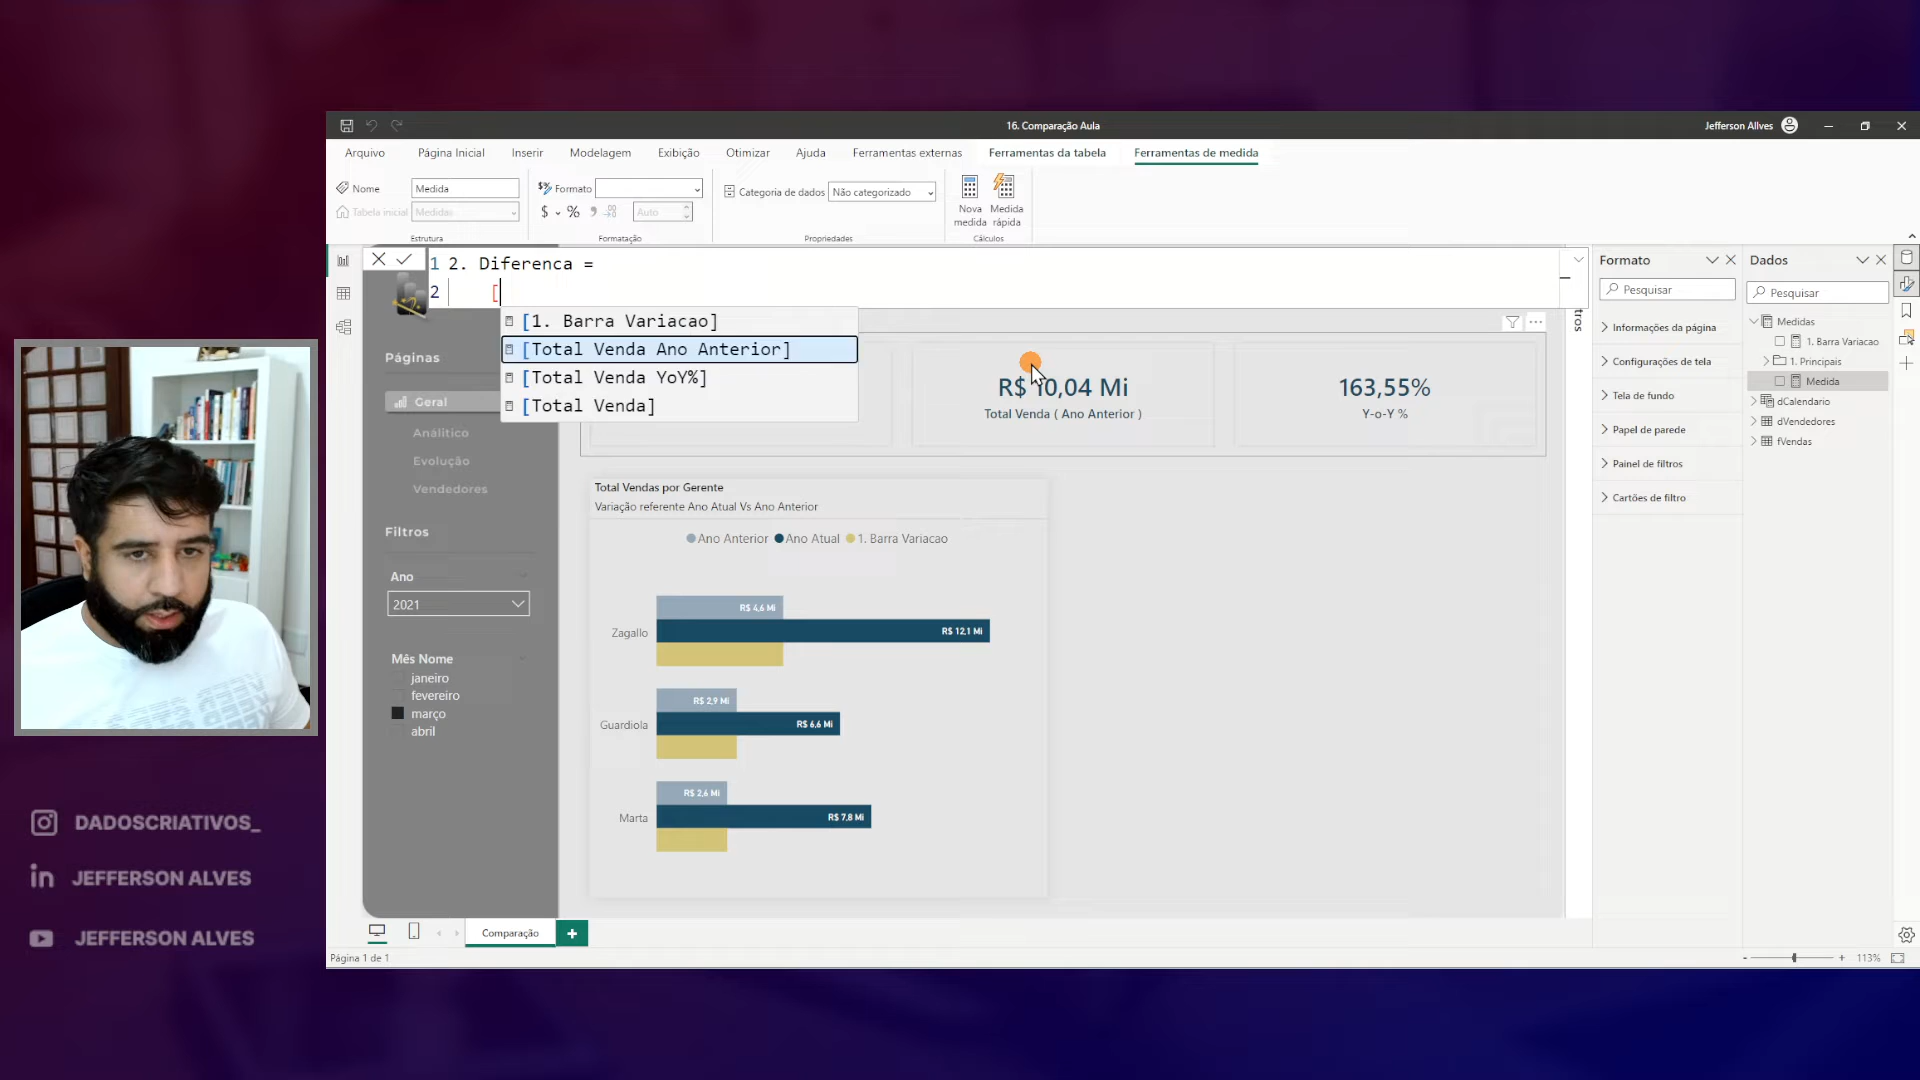 16. Comparação Aula
Jefferson Allves
Arquivo
Página Inicial
Inserir
Modelagem
Exibição
Otimizar
Ajuda
Ferramentas externas
Ferramentas da tabela
Ferramentas de medida
Nome
Medida
Formato
Categoria de dados
Não categorizado
Tabela inicial
Medidas
$
%
Auto
Nova medida
Medida rápida
Estrutura
Formatação
Propriedades
Cálculos
1 2. Diferenca =
2 [
[1. Barra Variacao]
[Total Venda Ano Anterior]
[Total Venda YoY%]
[Total Venda]
Páginas
Geral
Análitico
Evolução
Vendedores
Filtros
Ano
2021
Mês Nome
janeiro
fevereiro
março
abril
R$ 10,04 Mi
Total Venda ( Ano Anterior )
163,55%
Y-o-Y %
Total Vendas por Gerente
Variação referente Ano Atual Vs Ano Anterior
Ano Anterior
Ano Atual
1. Barra Variacao
R$ 4,6 Mi
Zagallo
R$ 12,1 Mi
R$ 2,9 Mi
Guardiola
R$ 6,6 Mi
R$ 2,6 Mi
Marta
R$ 7,8 Mi
tros
Formato
Pesquisar
Informações da página
Configurações de tela
Tela de fundo
Papel de parede
Painel de filtros
Cartões de filtro
Dados
Pesquisar
Medidas
1. Barra Variacao
1. Principais
Medida
dCalendario
dVendedores
fVendas
Comparação
Página 1 de 1
113%
DADOSCRIATIVOS_
JEFFERSON ALVES
JEFFERSON ALVES